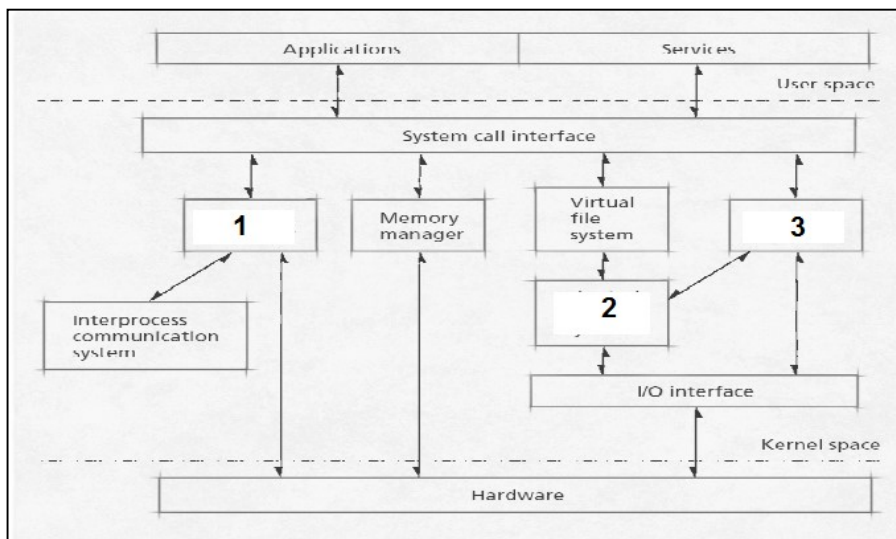 Applications
Services
User space
System call interface
1
Memory
manager
Virtual
file
system
3
2
Interprocess
communication
system
I/O interface
Kernel space
Hardware